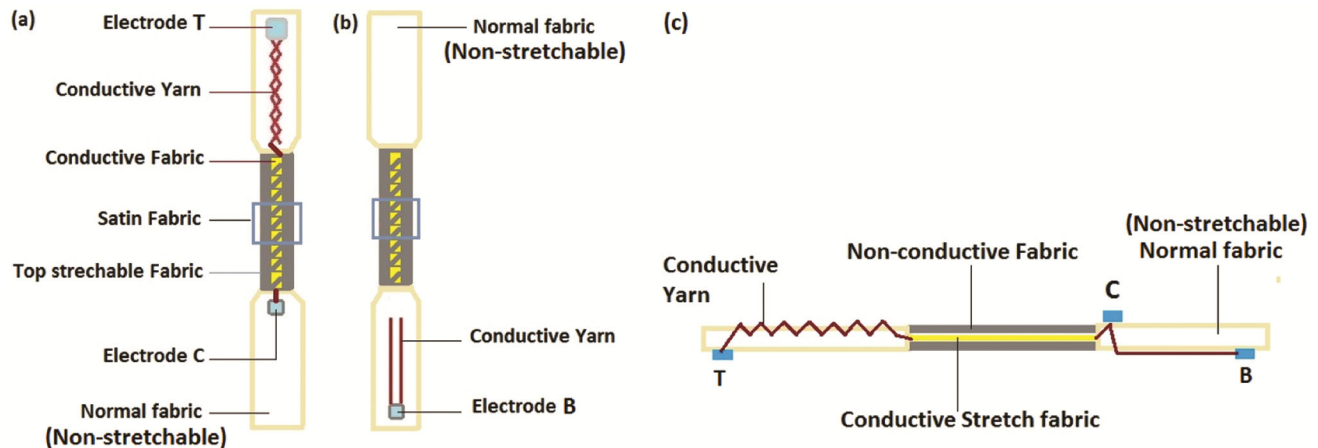 (a)
Electrode T
Conductive Yarn
Conductive Fabric
Satin Fabric
Top strechable Fabric
Electrode C
Normal fabric
(Non-stretchable)
(b)
Normal fabric
(Non-stretchable)
Conductive Yarn
Electrode B
(c)
Conductive
Yarn
Non-conductive Fabric
(Non-stretchable)
Normal fabric
C
T
B
Conductive Stretch fabric